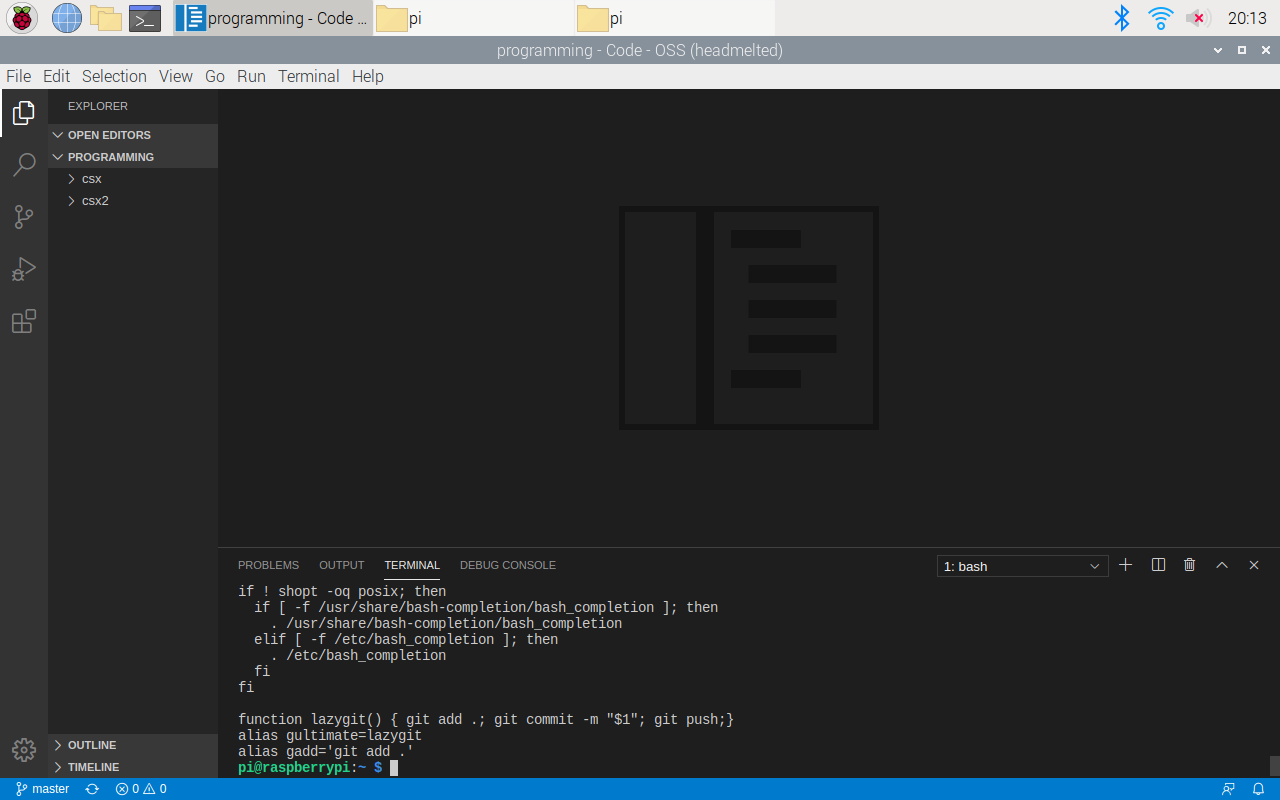 programming - Code ...
pi
pi
20:13
programming - Code - OSS (headmelted)
File Edit Selection View Go Run Terminal Help
EXPLORER
OPEN EDITORS
PROGRAMMING
csx
csx2
OUTLINE
TIMELINE
PROBLEMS OUTPUT TERMINAL DEBUG CONSOLE
1: bash
if ! shopt -oq posix; then
  if [ -f /usr/share/bash-completion/bash_completion ]; then
    . /usr/share/bash-completion/bash_completion
  elif [ -f /etc/bash_completion ]; then
    . /etc/bash_completion
  fi
fi

function lazygit() { git add .; git commit -m "$1"; git push;}
alias gultimate=lazygit
alias gadd='git add .'
pi@raspberrypi:~ $
master 0 0